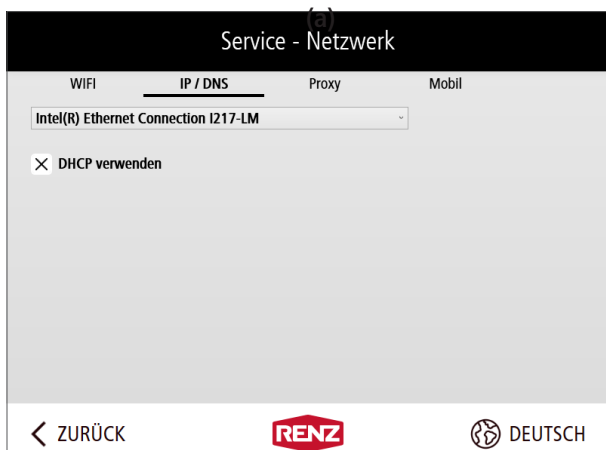 (a)
Service - Netzwerk
WIFI IP / DNS Proxy Mobil
Intel(R) Ethernet Connection I217-LM
DHCP verwenden
ZURÜCK RENZ DEUTSCH